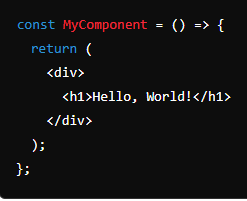 const MyComponent = () => {
  return (
    <div>
      <h1>Hello, World!</h1>
    </div>
  );
};